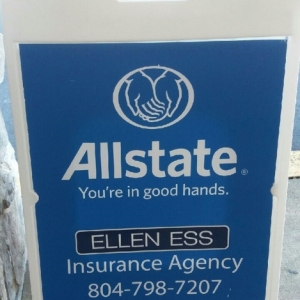 Allstate®
You're in good hands.
ELLEN ESS
Insurance Agency
804-798-7207